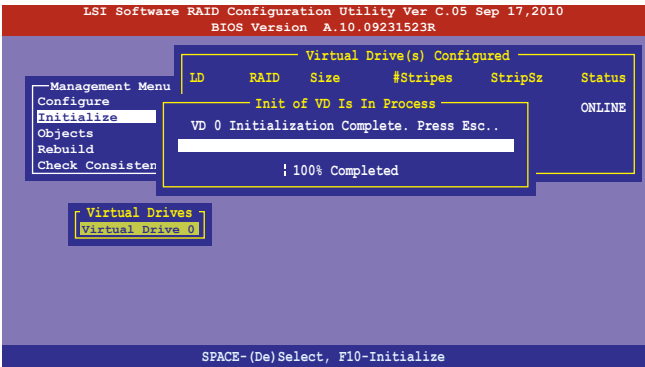 LSI Software RAID Configuration Utility Ver C.05 Sep 17,2010
BIOS Version A.10.09231523R
Virtual Drive(s) Configured
LD RAID Size #Stripes StripSz Status
ONLINE
Management Menu
Configure
Initialize
Objects
Rebuild
Check Consisten
Init of VD Is In Process
VD 0 Initialization Complete. Press Esc..
100% Completed
Virtual Drives
Virtual Drive 0
SPACE-(De)Select, F10-Initialize